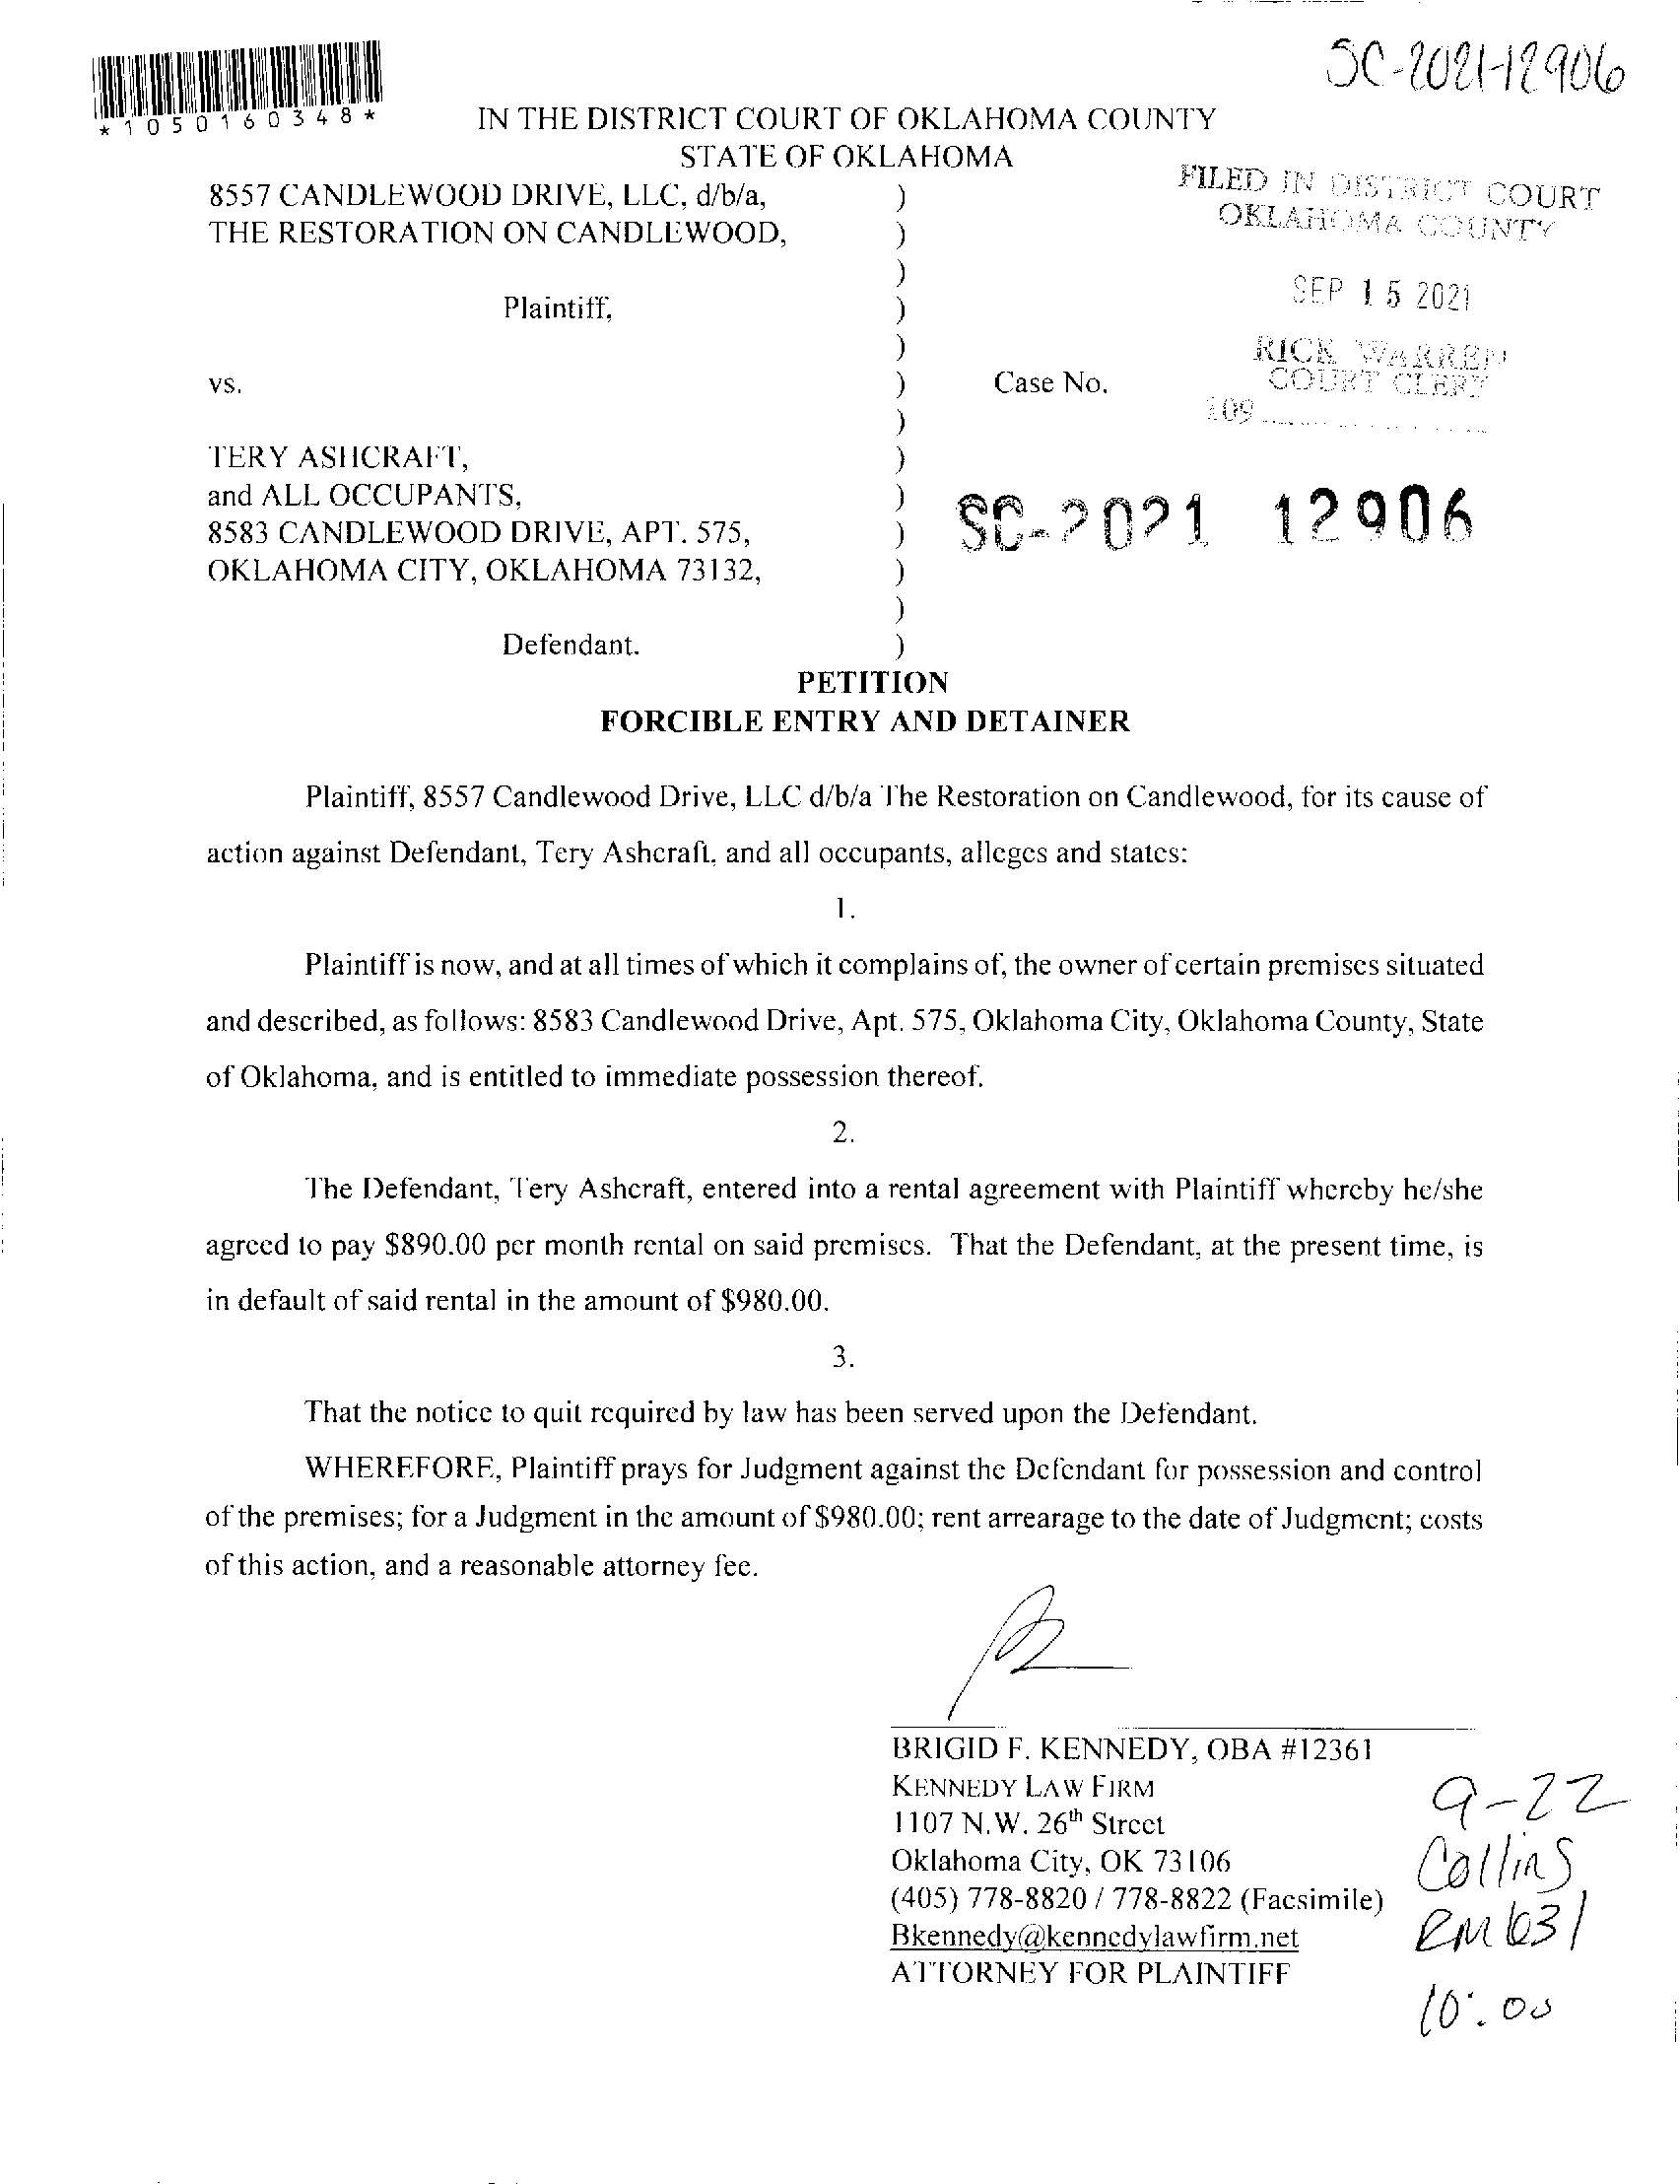 SC-2021-12906
*1050160348*
IN THE DISTRICT COURT OF OKLAHOMA COUNTY
STATE OF OKLAHOMA
FILED IN DISTRICT COURT
OKLAHOMA COUNTY
SEP 15 2021
RICK WARREN
COURT CLERK
109
8557 CANDLEWOOD DRIVE, LLC, d/b/a, )
THE RESTORATION ON CANDLEWOOD, )
)
Plaintiff, )
)
vs. ) Case No.
)
TERY ASHCRAFT, )
and ALL OCCUPANTS, )
8583 CANDLEWOOD DRIVE, APT. 575, ) SC-2021 12906
OKLAHOMA CITY, OKLAHOMA 73132, )
)
Defendant. )
PETITION
FORCIBLE ENTRY AND DETAINER
Plaintiff, 8557 Candlewood Drive, LLC d/b/a The Restoration on Candlewood, for its cause of
action against Defendant, Tery Ashcraft, and all occupants, alleges and states:
1.
Plaintiff is now, and at all times of which it complains of, the owner of certain premises situated
and described, as follows: 8583 Candlewood Drive, Apt. 575, Oklahoma City, Oklahoma County, State
of Oklahoma, and is entitled to immediate possession thereof.
2.
The Defendant, Tery Ashcraft, entered into a rental agreement with Plaintiff whereby he/she
agreed to pay $890.00 per month rental on said premises. That the Defendant, at the present time, is
in default of said rental in the amount of $980.00.
3.
That the notice to quit required by law has been served upon the Defendant.
WHEREFORE, Plaintiff prays for Judgment against the Defendant for possession and control
of the premises; for a Judgment in the amount of $980.00; rent arrearage to the date of Judgment; costs
of this action, and a reasonable attorney fee.
BRIGID F. KENNEDY, OBA #12361
KENNEDY LAW FIRM
1107 N.W. 26th Street
Oklahoma City, OK 73106
(405) 778-8820 / 778-8822 (Facsimile)
Bkennedy@kennedylawfirm.net
ATTORNEY FOR PLAINTIFF
9-22
Collins
RM 631
10:00